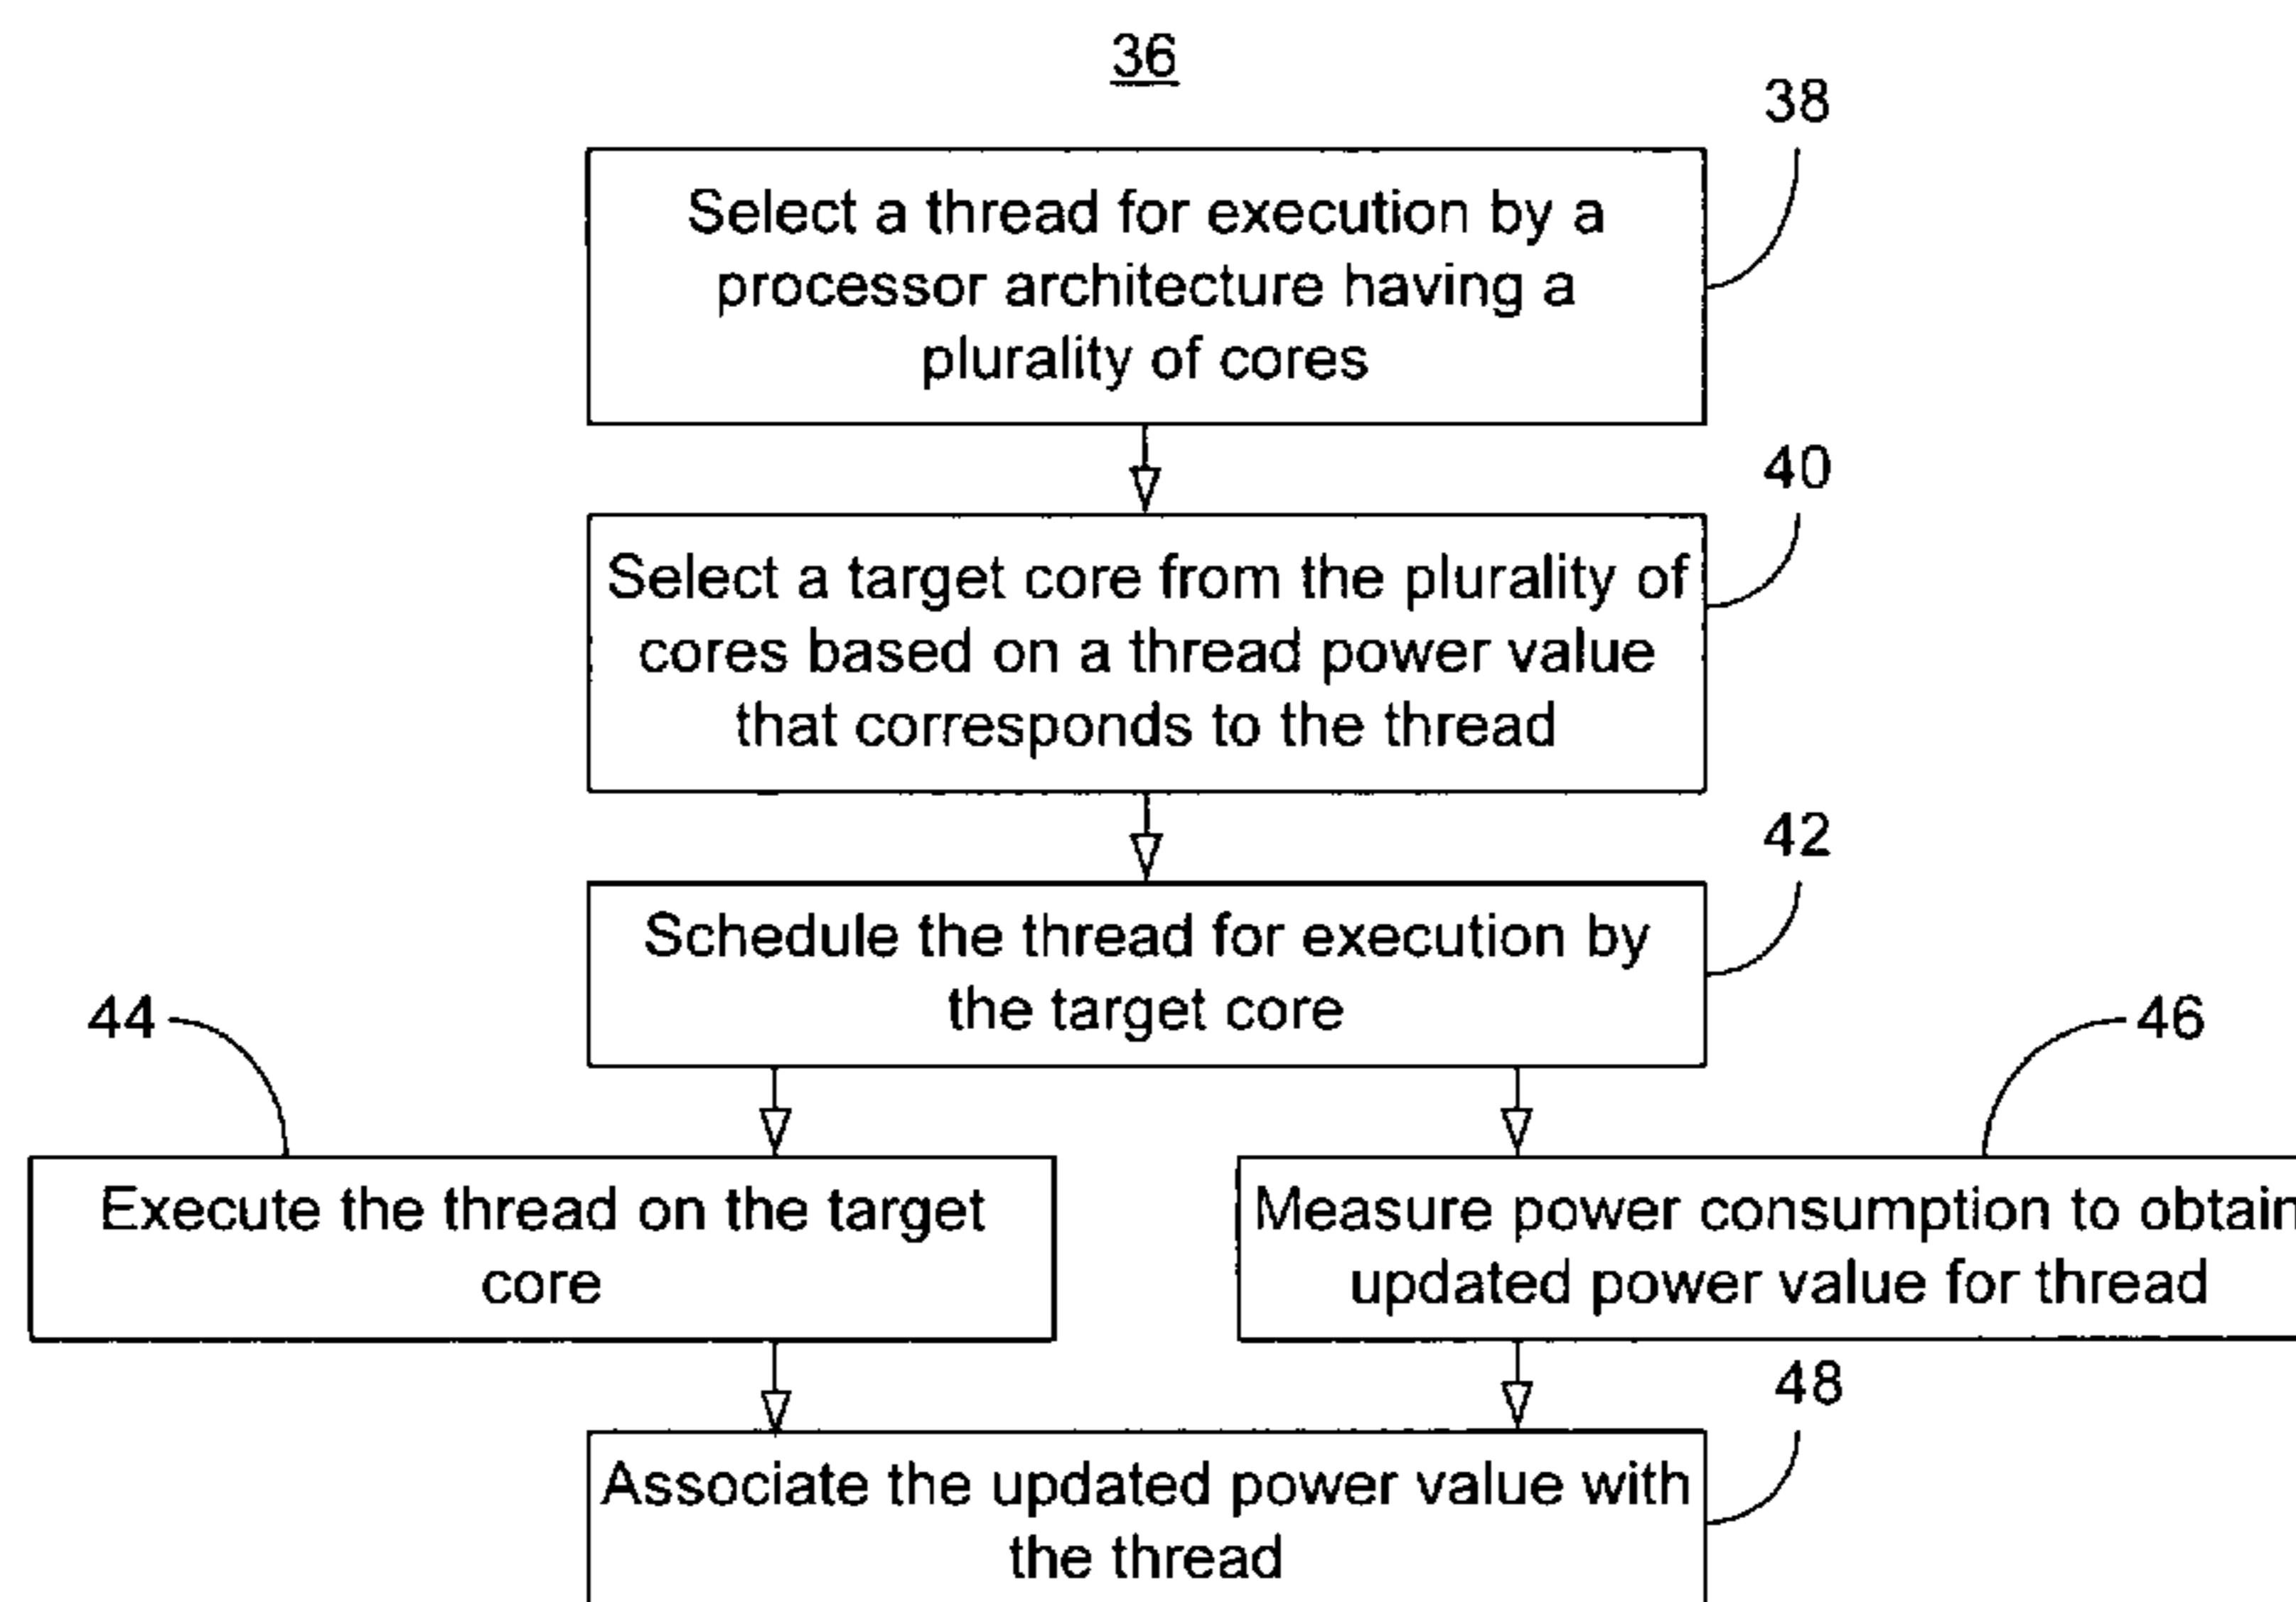 36
38
Select a thread for execution by a
processor architecture having a
plurality of cores
40
Select a target core from the plurality of
cores based on a thread power value
that corresponds to the thread
42
Schedule the thread for execution by
the target core
44
46
Execute the thread on the target
core
Measure power consumption to obtain
updated power value for thread
48
Associate the updated power value with
the thread